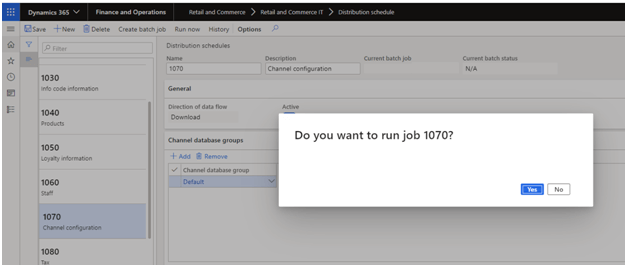 Dynamics 365 Finance and Operations Retail and Commerce > Retail and Commerce IT > Distribution schedule
Save + New Delete Create batch job Run now History Options
Filter
1030
Info code information
1040
Products
1050
Loyalty information
1060
Staff
1070
Channel configuration
1080
Tax
Distribution schedules
Name Description Current batch job Current batch status
1070 Channel configuration N/A
General
Direction of data flow Active
Download
Channel database groups
+ Add Remove
Channel database group
Default
Do you want to run job 1070?
Yes No